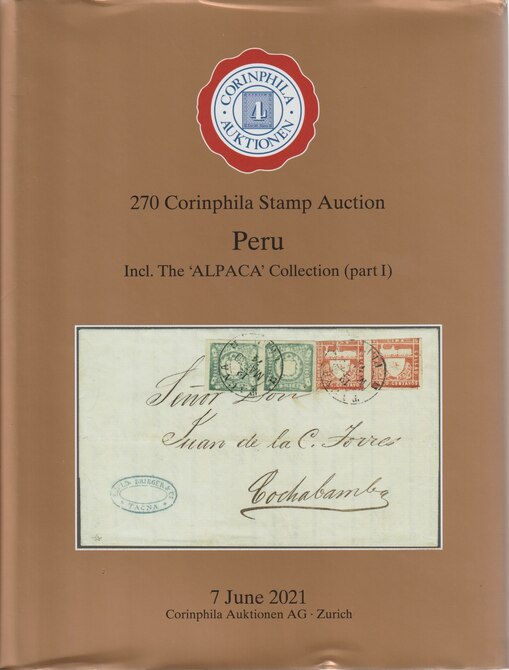 CORINPHILA
4
AUKTIONEN
270 Corinphila Stamp Auction
Peru
Incl. The ‘ALPACA’ Collection (part I)
Señor Don
Juan de la C. Torres
Cochabamba
TACNA
7 June 2021
Corinphila Auktionen AG · Zurich